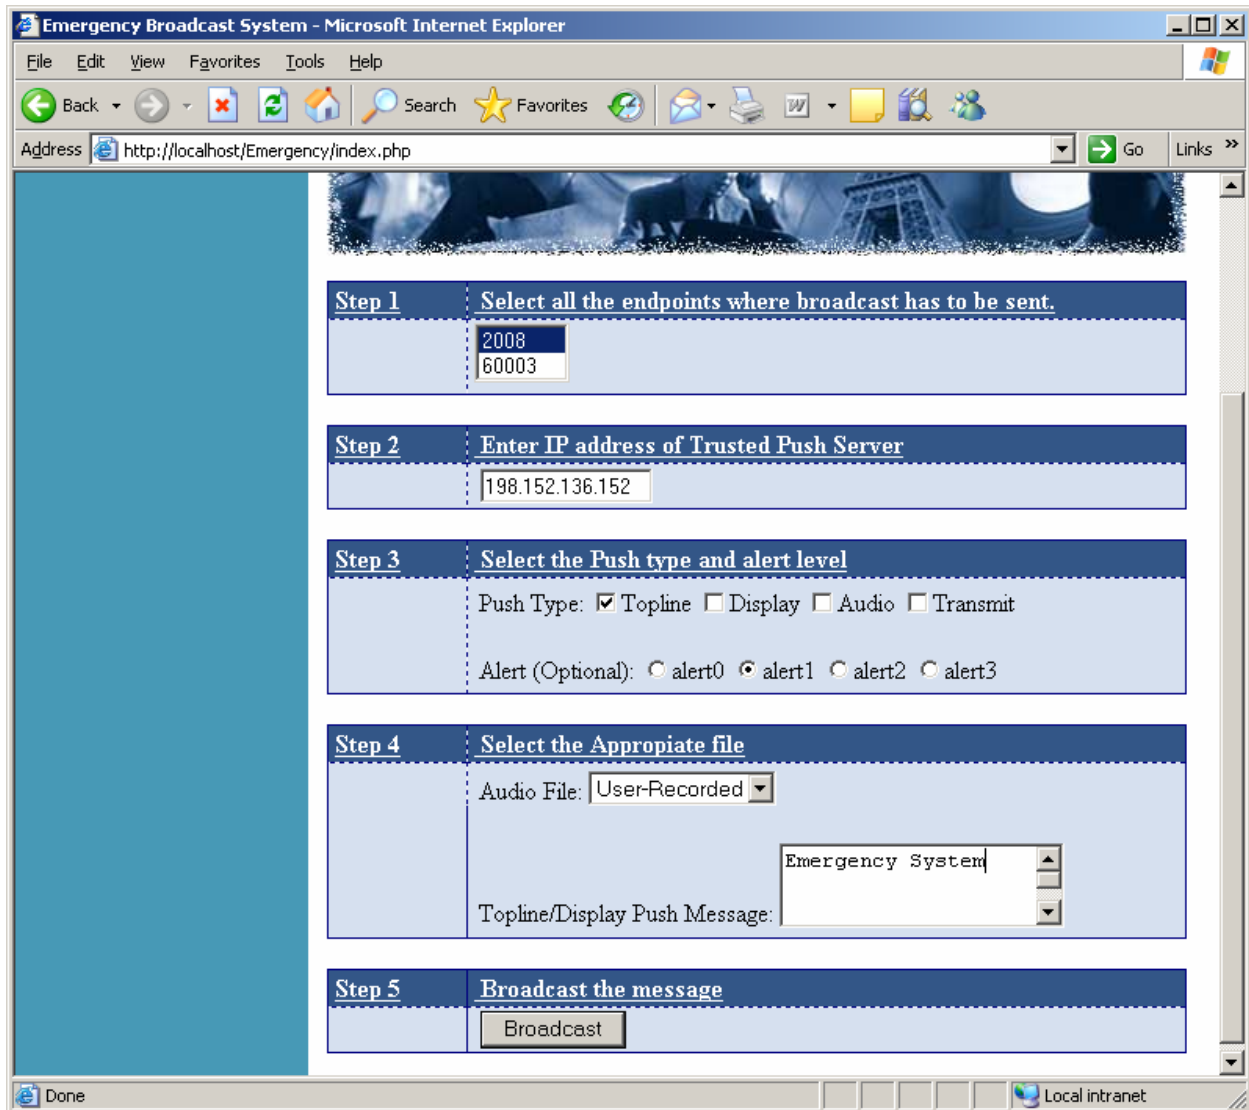 Emergency Broadcast System - Microsoft Internet Explorer
File Edit View Favorites Tools Help
Back Search Favorites
Address http://localhost/Emergency/index.php Go Links »
Step 1 Select all the endpoints where broadcast has to be sent.
2008
60003
Step 2 Enter IP address of Trusted Push Server
198.152.136.152
Step 3 Select the Push type and alert level
Push Type: Topline Display Audio Transmit
Alert (Optional): alert0 alert1 alert2 alert3
Step 4 Select the Appropiate file
Audio File: User-Recorded
Emergency System
Topline/Display Push Message:
Step 5 Broadcast the message
Broadcast
Done Local intranet